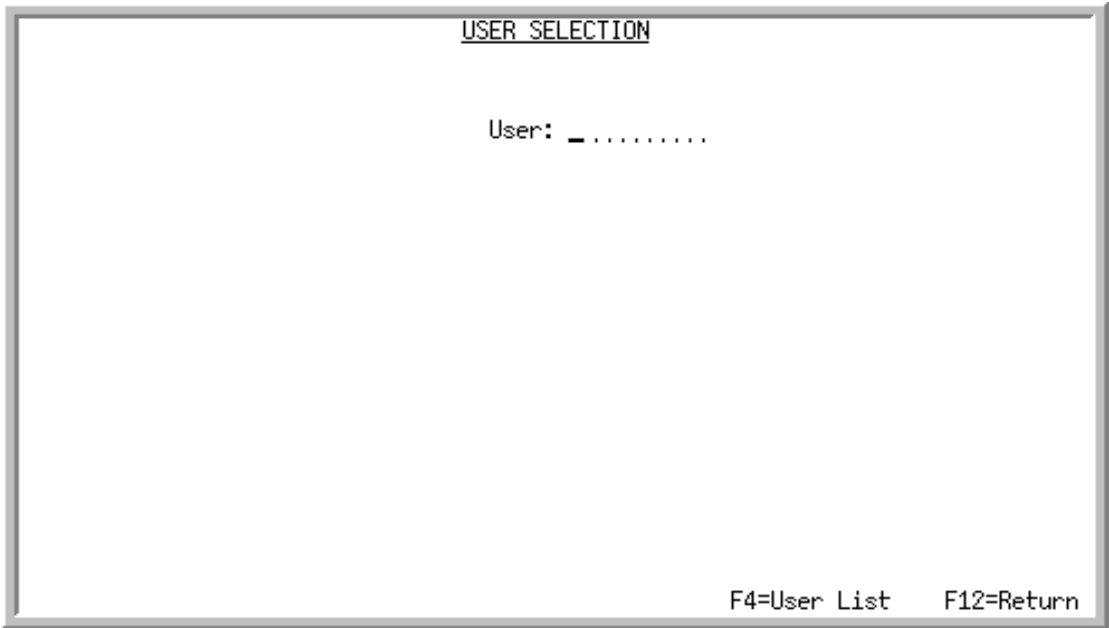 USER SELECTION
User: _.........
F4=User List F12=Return